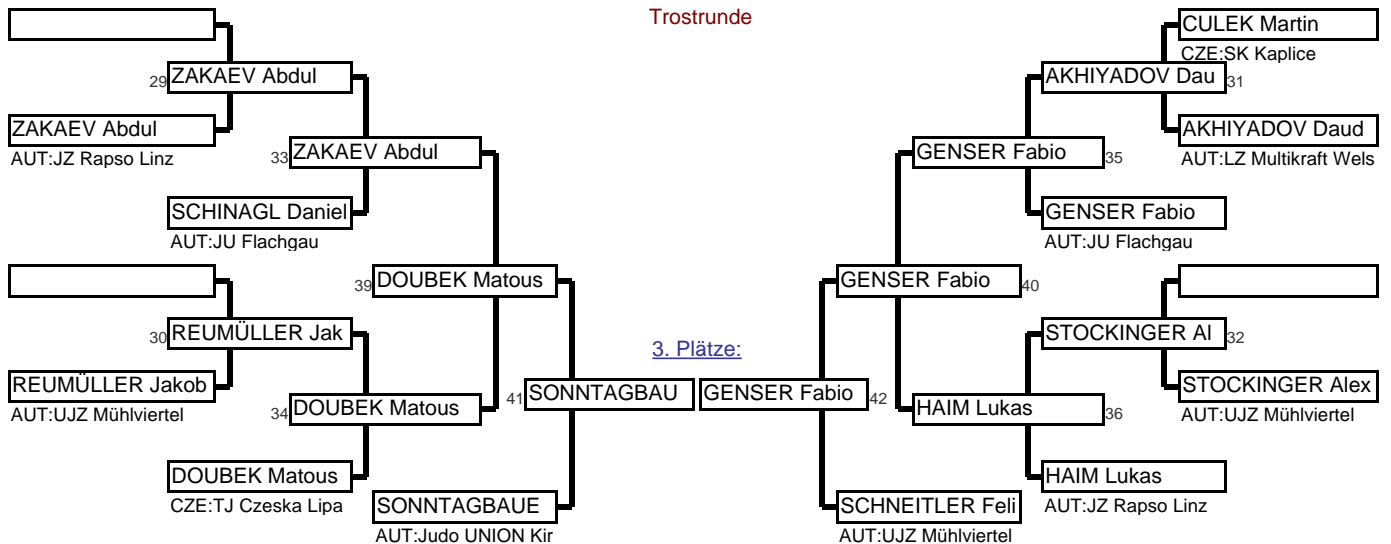 Trostrunde
CULEK Martin
CZE:SK Kaplice
29 ZAKAEV Abdul
AKHIYADOV Dau 31
ZAKAEV Abdul
AUT:JZ Rapso Linz
AKHIYADOV Daud
AUT:LZ Multikraft Wels
33 ZAKAEV Abdul
GENSER Fabio 35
SCHINAGL Daniel
AUT:JU Flachgau
GENSER Fabio
AUT:JU Flachgau
39 DOUBEK Matous
GENSER Fabio 40
30 REUMÜLLER Jak
STOCKINGER Al 32
3. Plätze:
REUMÜLLER Jakob
AUT:UJZ Mühlviertel
STOCKINGER Alex
AUT:UJZ Mühlviertel
41 SONNTAGBAU
GENSER Fabio 42
34 DOUBEK Matous
HAIM Lukas 36
DOUBEK Matous
CZE:TJ Czeska Lipa
HAIM Lukas
AUT:JZ Rapso Linz
SONNTAGBAUE
AUT:Judo UNION Kir
SCHNEITLER Feli
AUT:UJZ Mühlviertel